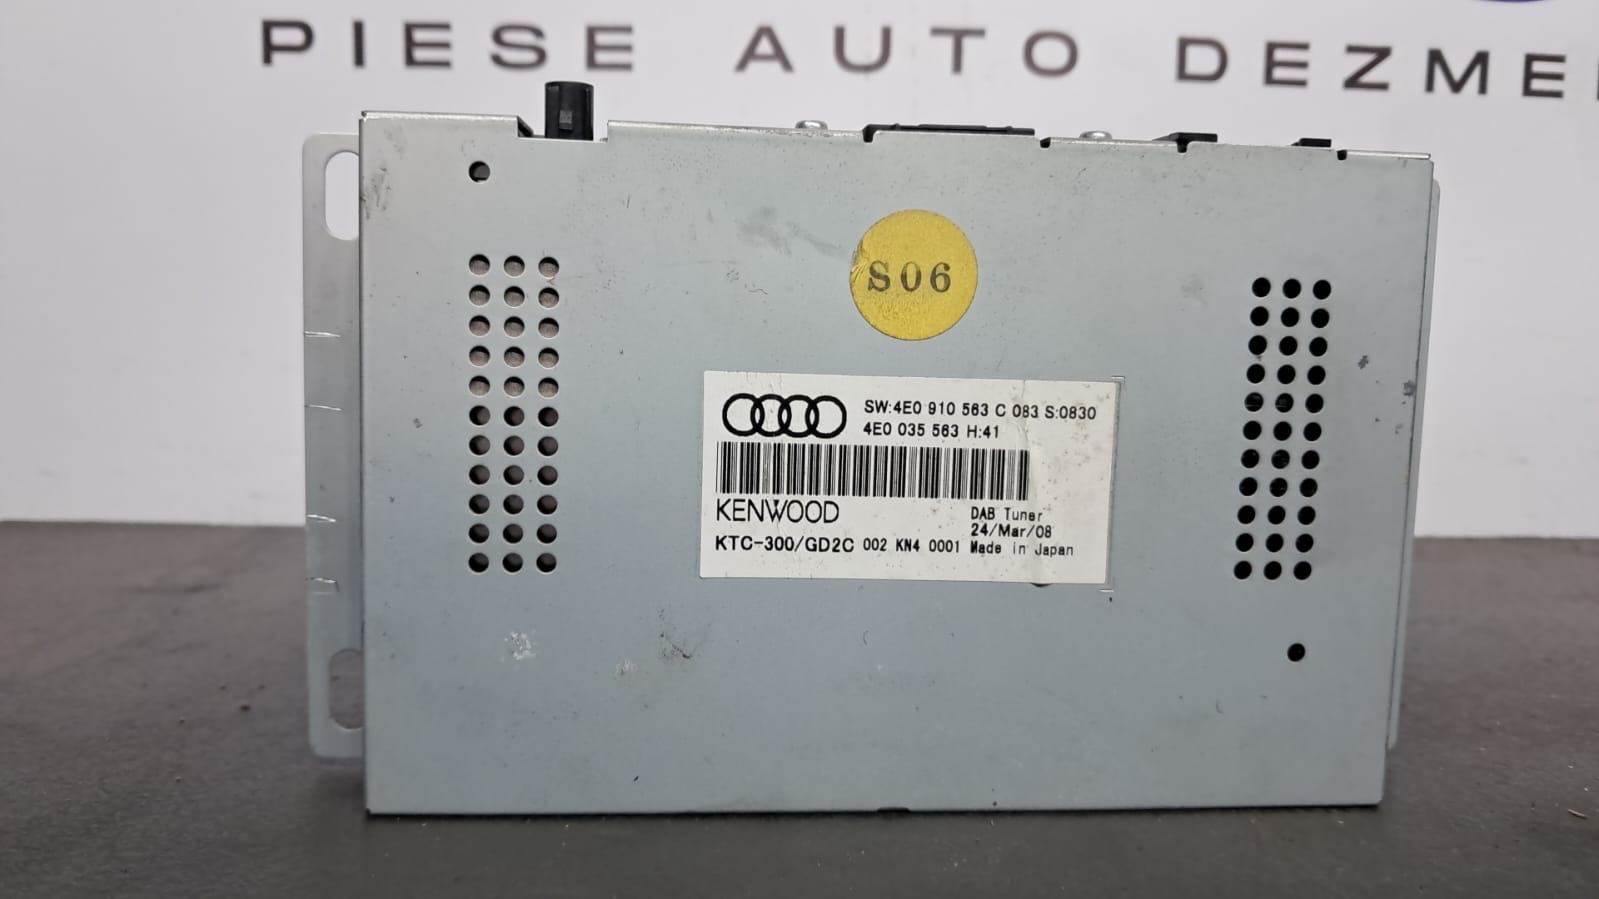 PIESE AUTO DEZME
S06
SW:4E0 910 563 C 083 S:0830
4E0 035 563 H:41
KENWOOD
DAB Tuner
24/Mar/08
KTC-300/GD2C 002 KN4 0001 Made in Japan